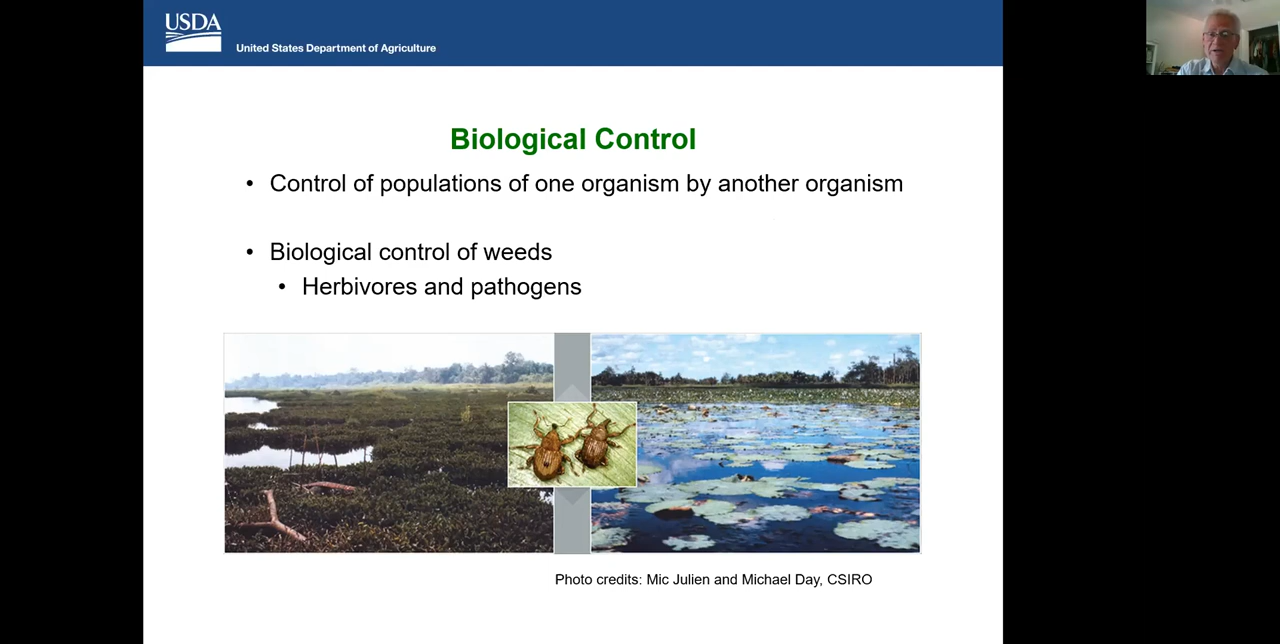 USDA
United States Department of Agriculture
Biological Control
• Control of populations of one organism by another organism
• Biological control of weeds
• Herbivores and pathogens
Photo credits: Mic Julien and Michael Day, CSIRO